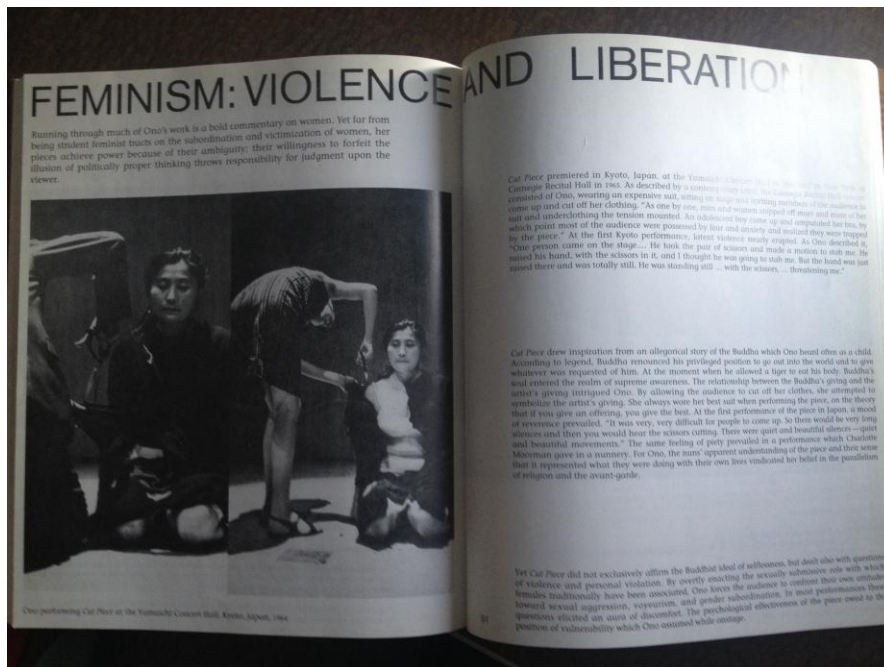 FEMINISM: VIOLENCE AND LIBERATION
Running through much of Ono's work is a bold commentary on women. Yet far from
being strident feminist tracts on the subordination and victimization of women, her
pieces achieve power because of their ambiguity; their willingness to forfeit the
illusion of politically proper thinking throws responsibility for judgment upon the
viewer.
Ono performing Cut Piece at the Yamaichi Concert Hall, Kyoto, Japan, 1964
Cut Piece premiered in Kyoto, Japan, at the Yamaichi Concert Hall
Carnegie Recital Hall in 1965. As described by a
consisted of Ono, wearing an expensive suit, sitting on stage and inviting members of the audience to
come up and cut off her clothing. "As one by one, men and women snipped off more and more of her
suit and underclothing the tension mounted. An adolescent boy came up and amputated her bra, by
which point most of the audience were possessed by fear and anxiety and realized they were trapped
by the piece." At the first Kyoto performance, latent violence nearly erupted. As Ono described it,
"One person came on the stage.... He took the pair of scissors and made a motion to stab me. He
raised his hand, with the scissors in it, and I thought he was going to stab me. But the hand was just
raised there and was totally still. He was standing still ... with the scissors, ... threatening me."
Cut Piece drew inspiration from an allegorical story of the Buddha which Ono heard often as a child.
According to legend, Buddha renounced his privileged position to go out into the world and to give
whatever was requested of him. At the moment when he allowed a tiger to eat his body, Buddha's
soul entered the realm of supreme awareness. The relationship between the Buddha's giving and the
artist's giving intrigued Ono. By allowing the audience to cut off her clothes, she attempted to
symbolize the artist's giving. She always wore her best suit when performing the piece, on the theory
that if you give an offering, you give the best. At the first performance of the piece in Japan, a mood
of reverence prevailed. "It was very, very difficult for people to come up. So there would be very long
silences and then you would hear the scissors cutting. There were quiet and beautiful silences—quiet
and beautiful movements." The same feeling of piety prevailed in a performance which Charlotte
Moorman gave in a nunnery. For Ono, the nuns' apparent understanding of the piece and their sense
that it represented what they were doing with their own lives vindicated her belief in the parallelism
of religion and the avant-garde.
Yet Cut Piece did not exclusively affirm the Buddhist ideal of selflessness, but dealt also with questions
of violence and personal violation. By overtly enacting the sexually submissive role with which
females traditionally have been associated, Ono forces the audience to confront their own attitudes
toward sexual aggression, voyeurism, and gender subordination. In most performances these
questions elicited an aura of discomfort. The psychological effectiveness of the piece owed to the
position of vulnerability which Ono assumed while onstage.